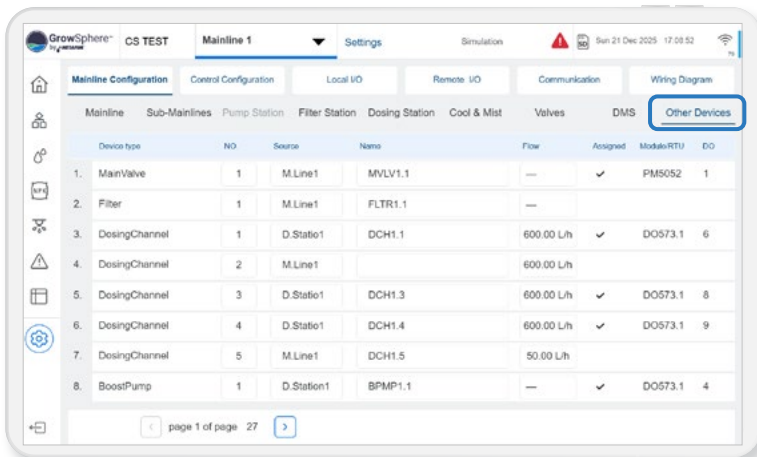 GrowSphere™ CS TEST Mainline 1 Settings Simulation SD Sun 21 Dec 2025 17:08:52
by NETAFIM
Mainline Configuration Control Configuration Local I/O Remote I/O Communication Wiring Diagram
Mainline Sub-Mainlines Pump Station Filter Station Dosing Station Cool & Mist Valves DMS Other Devices
Device type NO Source Name Flow Assigned Module/RTU DO
1. MainValve 1 M.Line1 MVLV1.1 — ✓ PM5052 1
2. Filter 1 M.Line1 FLTR1.1 —
3. DosingChannel 1 D.Statio1 DCH1.1 600.00 L/h ✓ DO573.1 6
4. DosingChannel 2 M.Line1 600.00 L/h
5. DosingChannel 3 D.Statio1 DCH1.3 600.00 L/h ✓ DO573.1 8
6. DosingChannel 4 D.Statio1 DCH1.4 600.00 L/h ✓ DO573.1 9
7. DosingChannel 5 M.Line1 DCH1.5 50.00 L/h
8. BoostPump 1 D.Station1 BPMP1.1 — ✓ DO573.1 4
page 1 of page 27